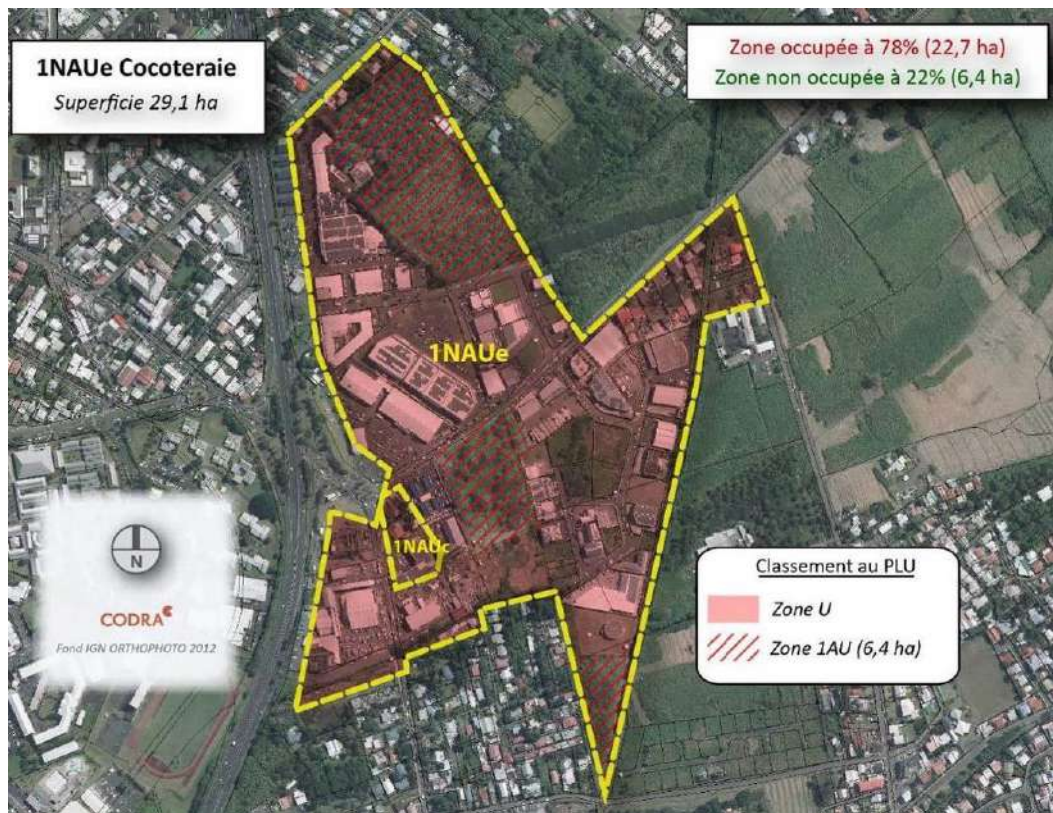 1NAUe Cocoteraie
Superficie 29,1 ha
Zone occupée à 78% (22,7 ha)
Zone non occupée à 22% (6,4 ha)
1NAUe
1NAUc
N
CODRA
Fond IGN ORTHOPHOTO 2012
Classement au PLU
Zone U
Zone 1AU (6,4 ha)